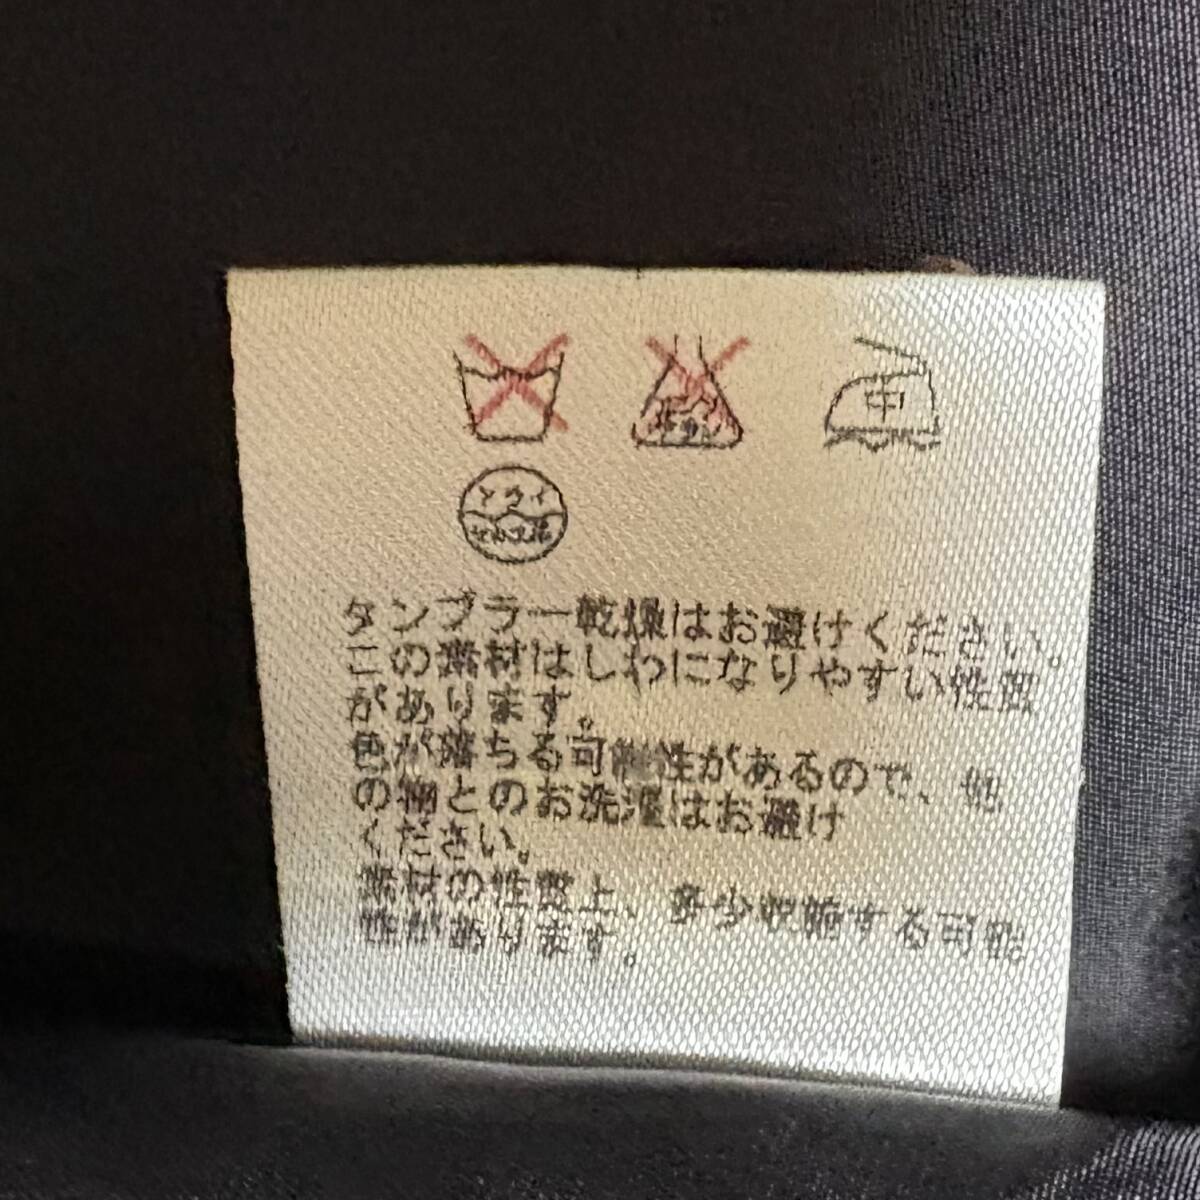 中
ドライ
タンブラー乾燥はお避けください。
この素材はしわになりやすい性質
があります。
色が落ちる可能性があるので、他
の物とのお洗濯はお避け
ください。
素材の性質上、多少収縮する可能
性があります。